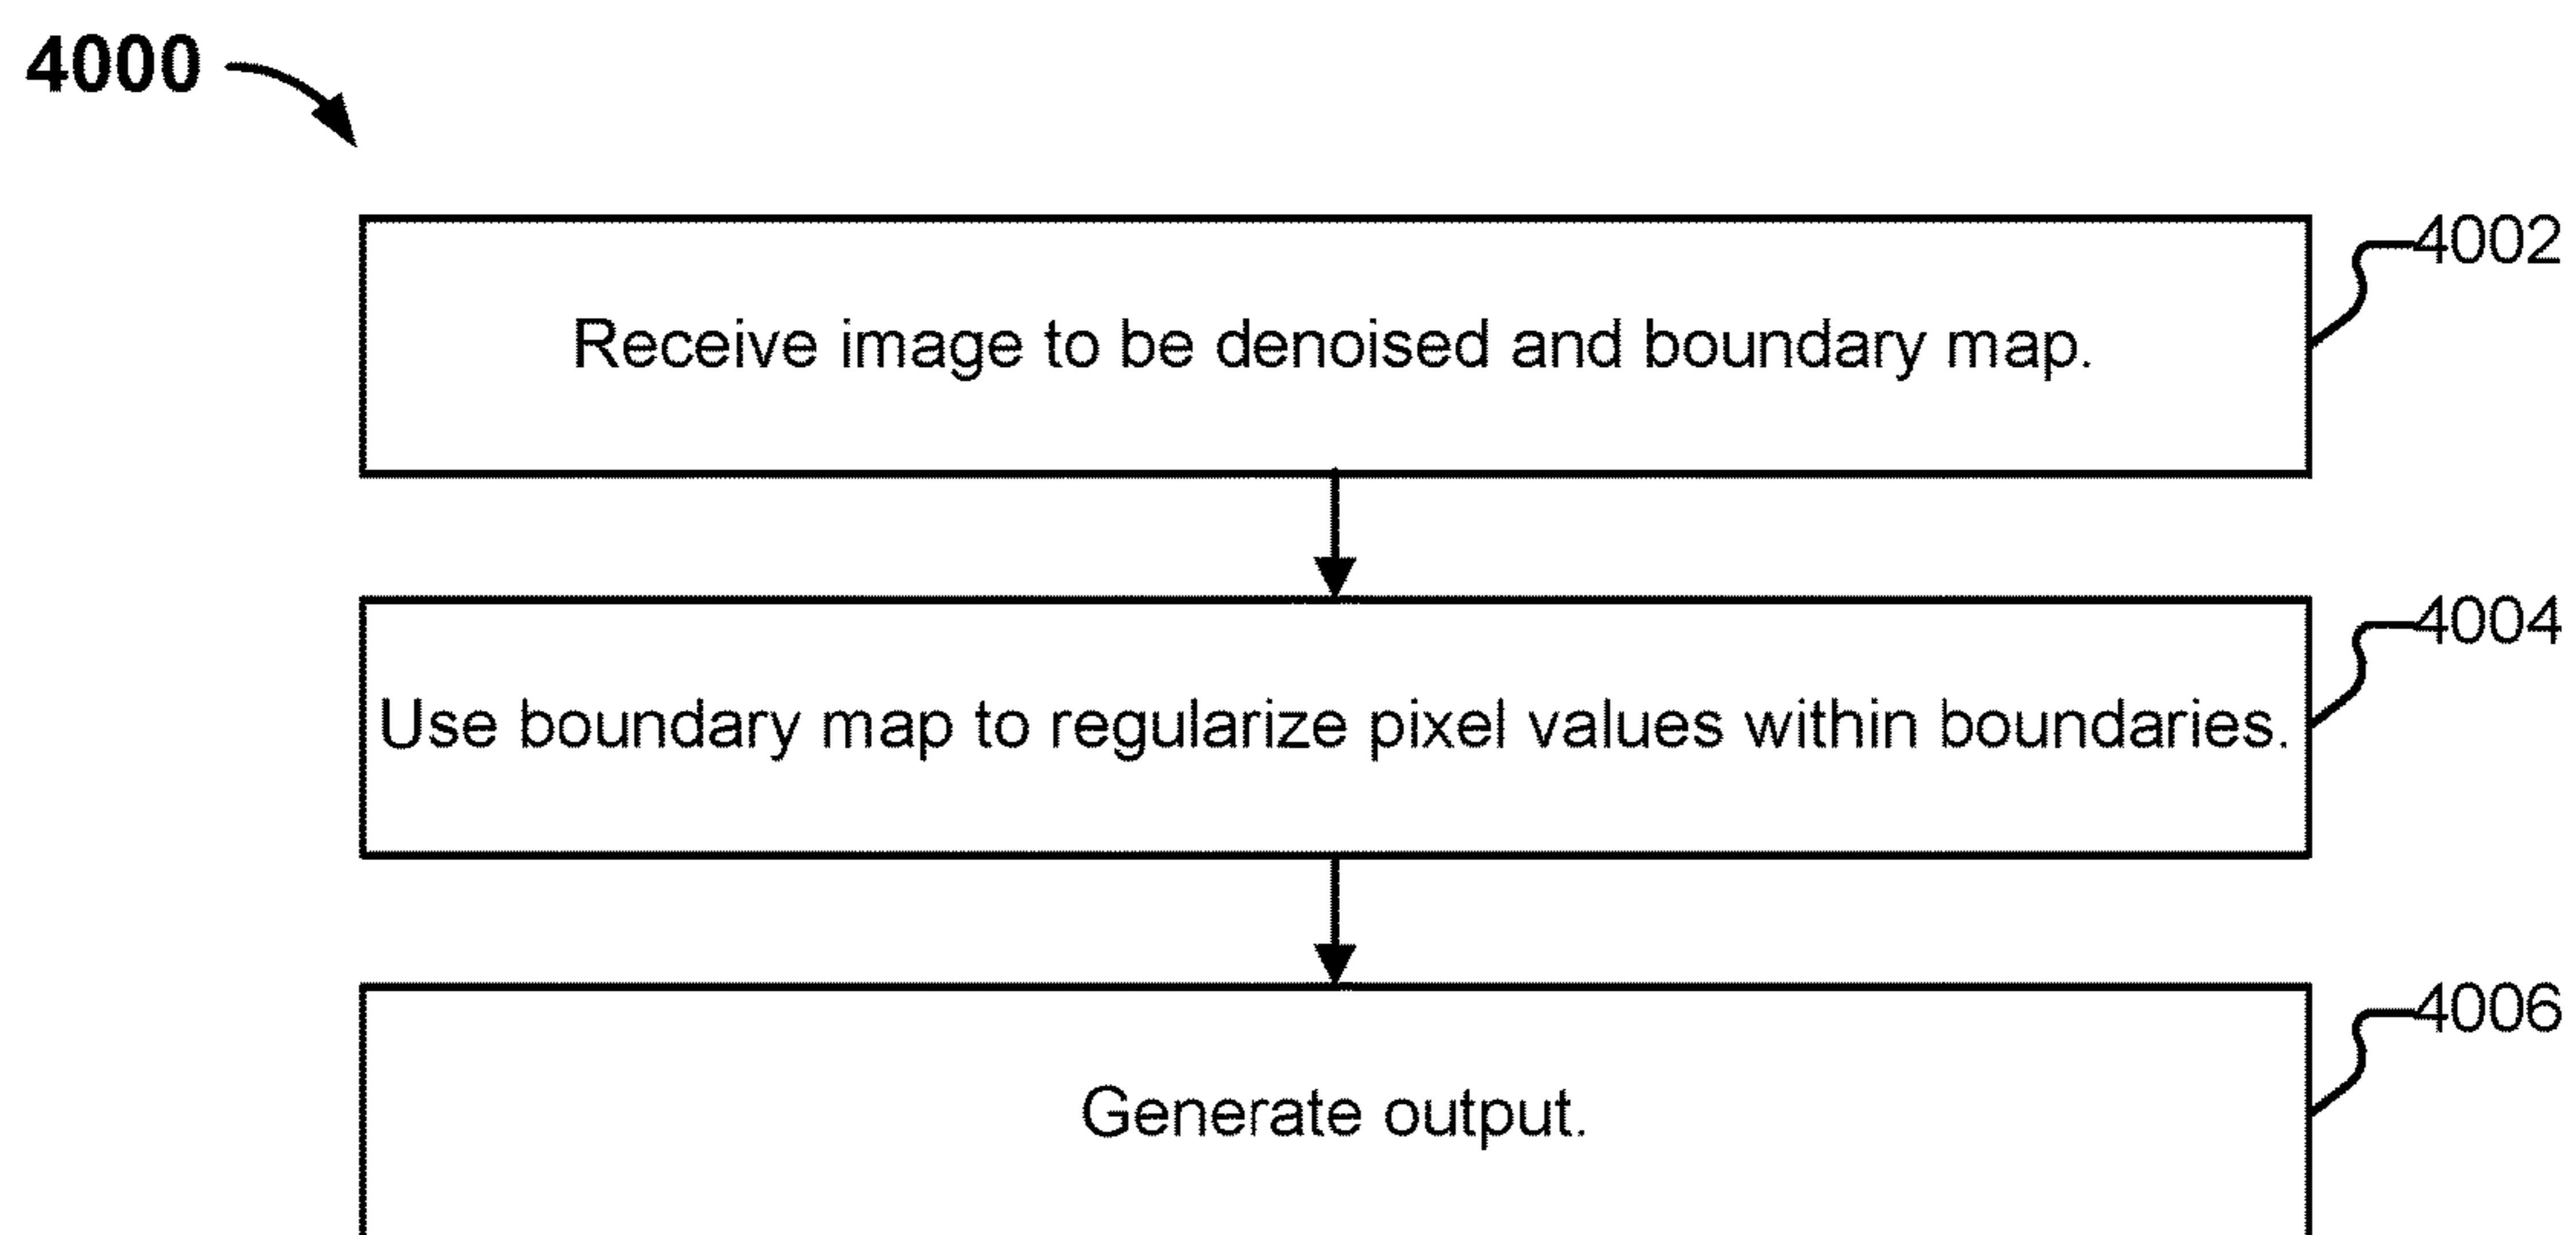 4000
4002
Receive image to be denoised and boundary map.
4004
Use boundary map to regularize pixel values within boundaries.
4006
Generate output.